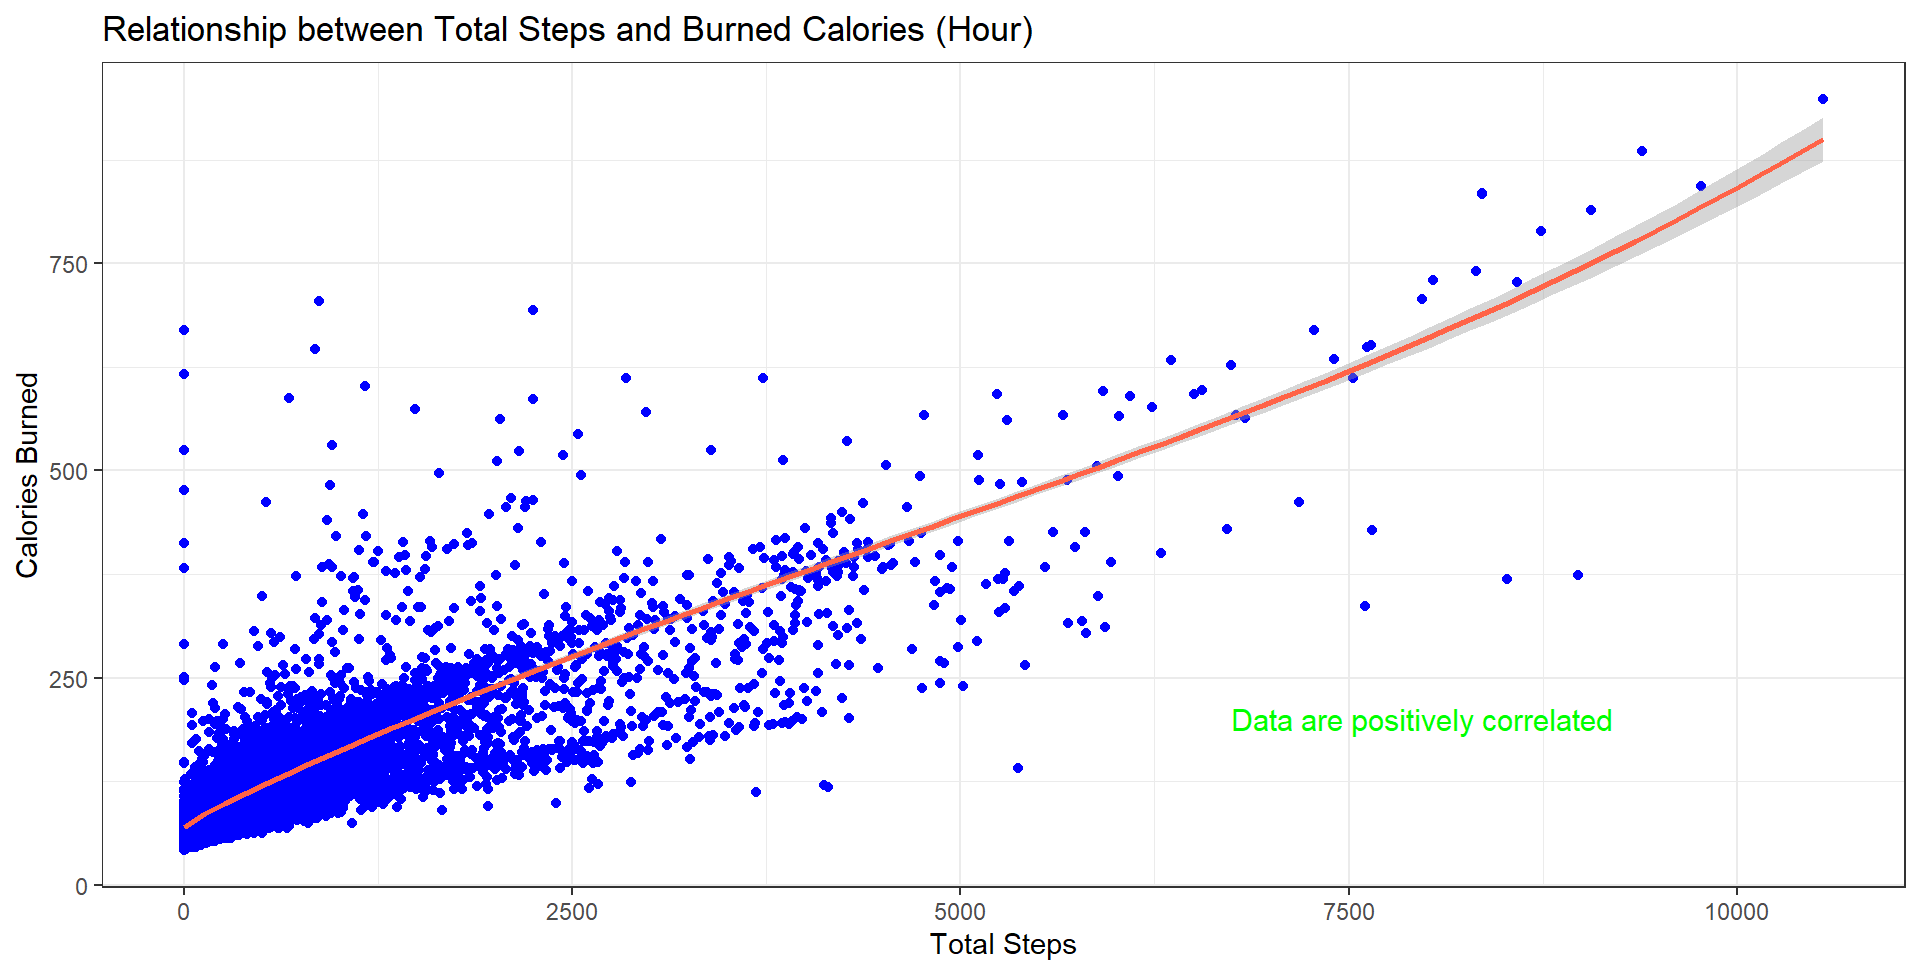 Relationship between Total Steps and Burned Calories (Hour)
Calories Burned
750
500
250
0
Data are positively correlated
0 2500 5000 7500 10000
Total Steps